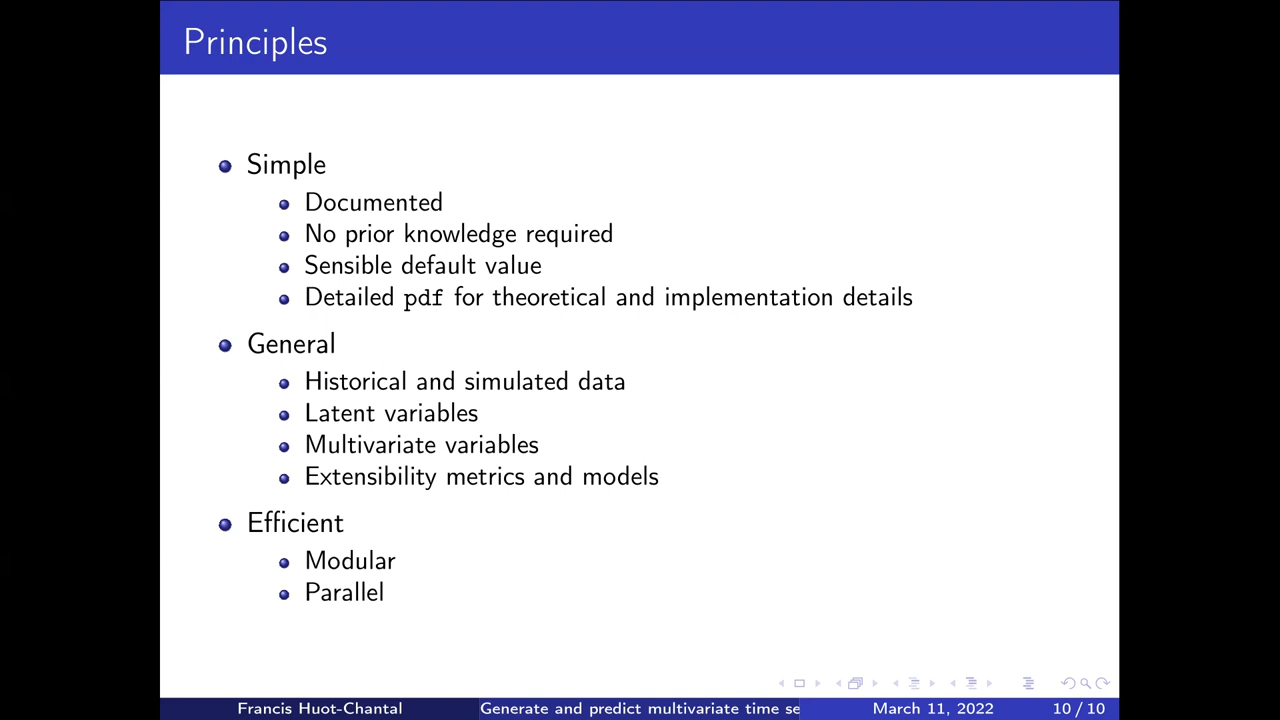 Principles
Simple
Documented
No prior knowledge required
Sensible default value
Detailed pdf for theoretical and implementation details
General
Historical and simulated data
Latent variables
Multivariate variables
Extensibility metrics and models
Efficient
Modular
Parallel
Francis Huot-Chantal Generate and predict multivariate time se March 11, 2022 10 / 10